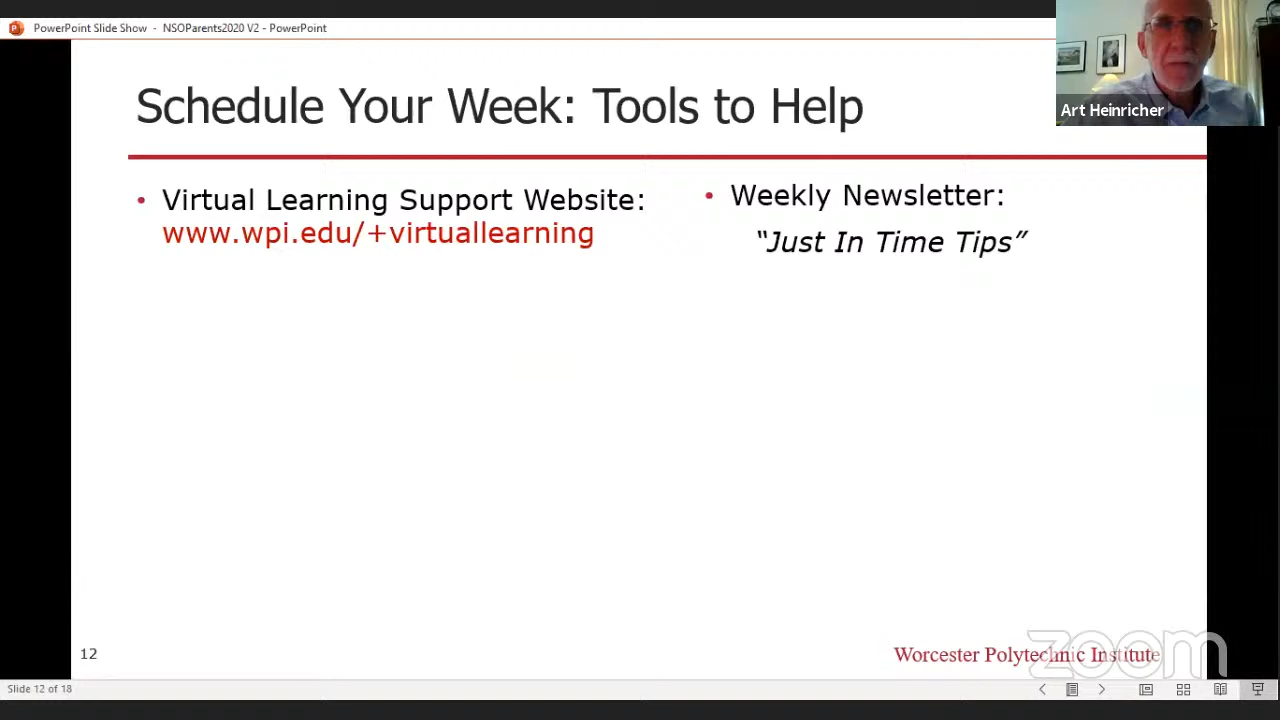 PowerPoint Slide Show - NSOParents2020 V2 - PowerPoint
Art Heinricher
Schedule Your Week: Tools to Help
• Virtual Learning Support Website:
www.wpi.edu/+virtuallearning
• Weekly Newsletter:
“Just In Time Tips”
12
Worcester Polytechnic Institute
zoom
Slide 12 of 18